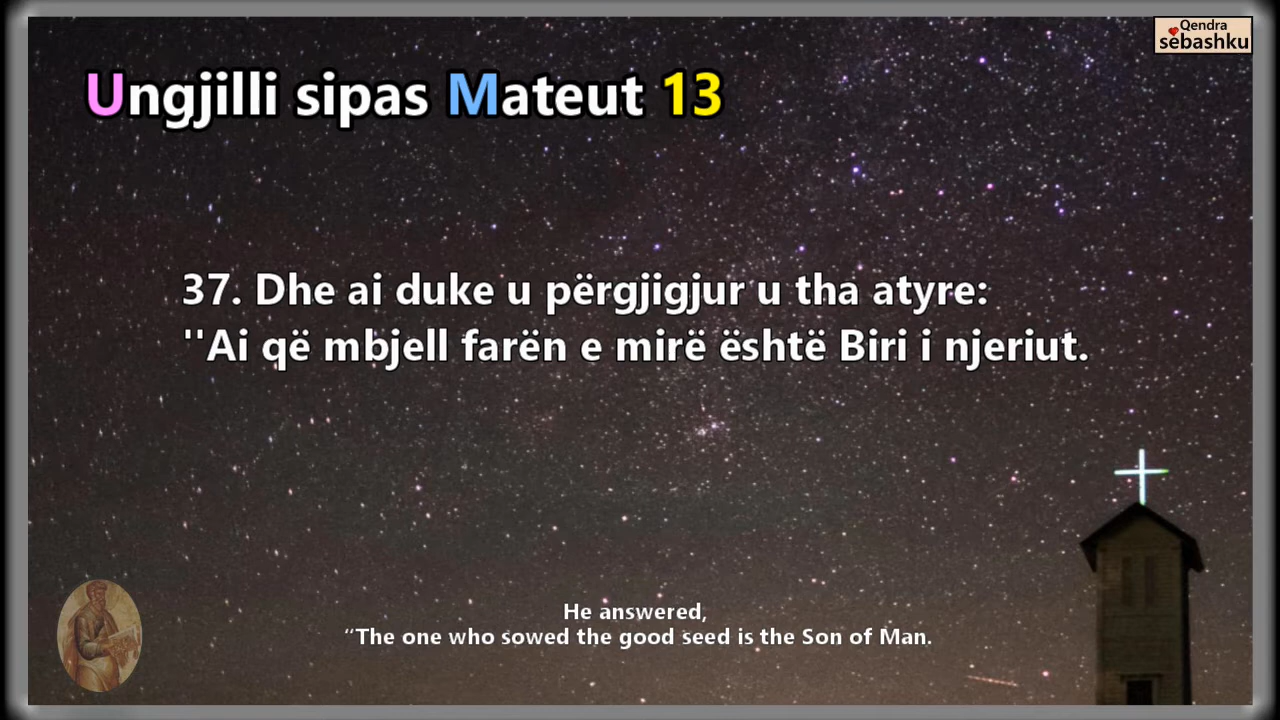 Qendra
sëbashku
Ungjilli sipas Mateut 13
37. Dhe ai duke u përgjigjur u tha atyre:
''Ai që mbjell farën e mirë është Biri i njeriut.
He answered,
“The one who sowed the good seed is the Son of Man.